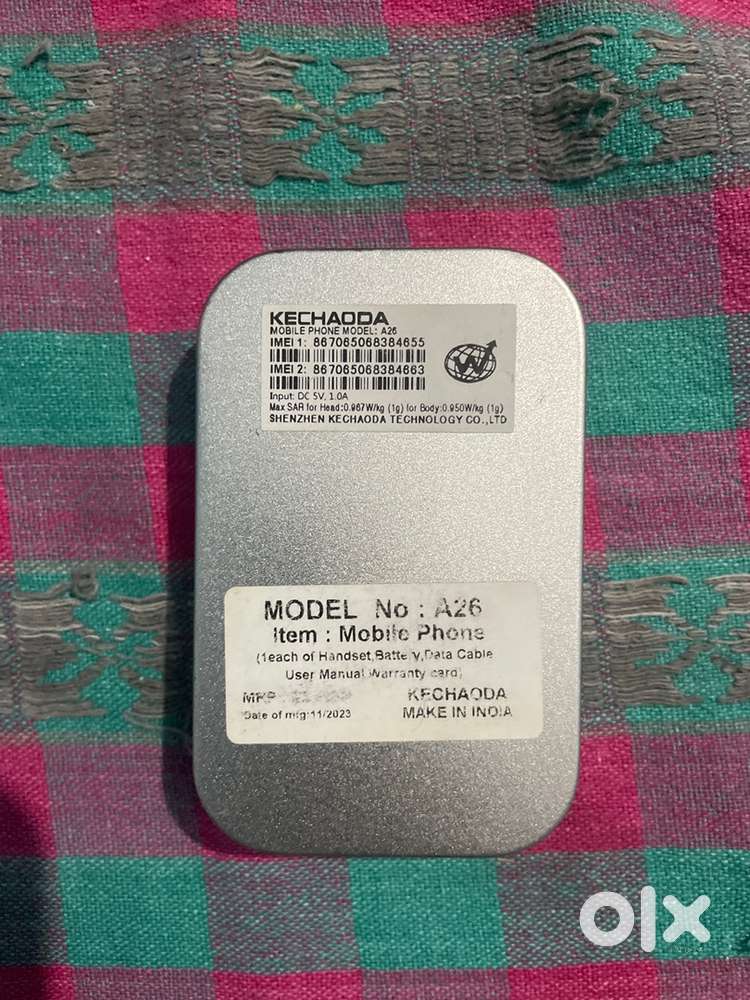 KECHAODA
MOBILE PHONE MODEL: A26
IMEI 1: 867065068384655
IMEI 2: 867065068384663
Input: DC 5V, 1.0A
Max SAR for Head:0.967W/kg (1g) for Body:0.950W/kg (1g)
SHENZHEN KECHAODA TECHNOLOGY CO.,LTD
MODEL No : A26
Item : Mobile Phone
(1each of Handset,Battery,Data Cable
User Manual,Warranty card)
MRP
KECHAODA
Date of mfg:11/2023
MAKE IN INDIA
olx